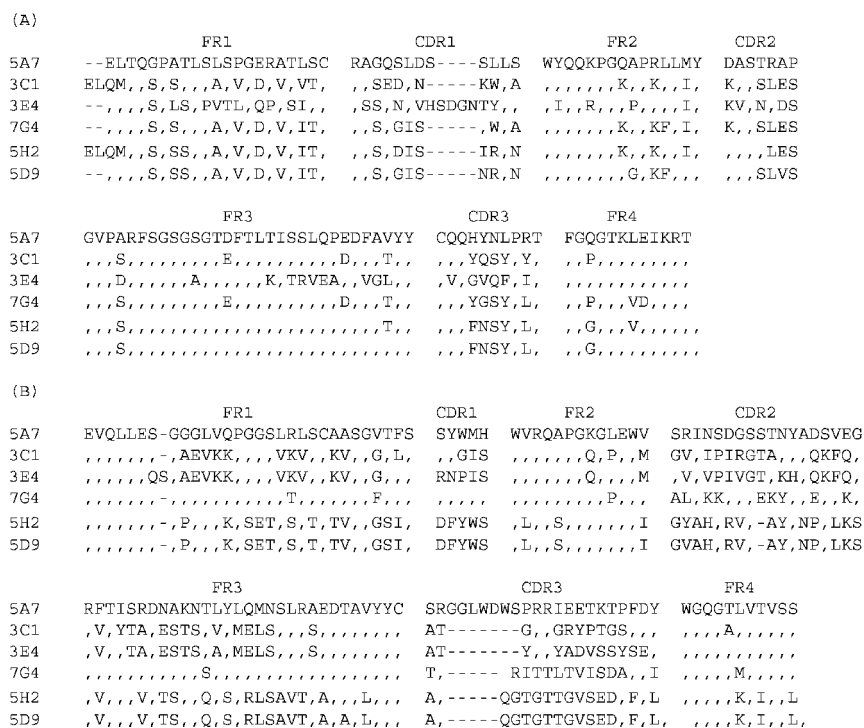 (A)
FR1 CDR1 FR2 CDR2
5A7 --ELTQGPATLSLSPGERATLSC RAGQSLDS----SLLS WYQQKPGQAPRLLMY DASTRAP
3C1 ELQM,,S,S,,,A,V,D,V,VT, ,,SED,N----KW,A ,,,,,,,K,,K,,I, K,,SLES
3E4 --,,,,S,LS,PVTL,QP,SI,, ,SS,N,VHSDGNTY,, ,I,,R,,,P,,,,I, KV,N,DS
7G4 --,,,,S,S,,,A,V,D,V,IT, ,,S,GIS-----,W,A ,,,,,,,K,,KF,I, K,,SLES
5H2 ELQM,,S,SS,,A,V,D,V,IT, ,,S,DIS-----IR,N ,,,,,,,K,,K,,I, ,,,,LES
5D9 --,,,,S,SS,,A,V,D,V,IT, ,,S,GIS-----NR,N ,,,,,,,,G,KF,,, ,,,SLVS
FR3 CDR3 FR4
5A7 GVPARFSGSGSGTDFTLTISSLQPEDFAVYY CQQHYNLPRT FGQGTKLEIKRT
3C1 ,,,S,,,,,,,,,,E,,,,,,,,,,D,,,T,, ,,,YQSY,Y, ,,P,,,,,,,,,
3E4 ,,,D,,,,,,,A,,,,,,K,TRVEA,,VGL, ,V,GVQF,I, ,,,,,,,,,,,,
7G4 ,,,S,,,,,,,,,,E,,,,,,,,,,D,,,T,, ,,,YGSY,L, ,,P,,,VD,,,,
5H2 ,,,S,,,,,,,,,,,,,,,,,,,,,,,,,T,, ,,,FNSY,L, ,,G,,,V,,,,,,
5D9 ,,,S,,,,,,,,,,,,,,,,,,,,,,,,,,, ,,,FNSY,L, ,,G,,,,,,,,,
(B)
FR1 CDR1 FR2 CDR2
5A7 EVQLLES-GGGLVQPGGSLRLSCAASGVTFS SYWMH WVRQAPGKGLEWV SRINSDGSSTNYADSVEG
3C1 ,,,,,,,-,AEVKK,,,,VKV,,KV,,G,L, ,,GIS ,,,,,,,Q,P,,M GV,IPIRGTA,,,QKFQ,
3E4 ,,,,,,QS,AEVKK,,,,VKV,,KV,,G,,, RNPIS ,,,,,,,Q,,,,M ,V,VPIVGT,KH,QKFQ,
7G4 ,,,,,,,-,,,,,,,,,,,,T,,,,,,F,,, ,,,,, ,,,,,,,,,P,,, AL,KK,,,EKY,,E,,K,
5H2 ,,,,,,,-,P,,,K,SET,S,T,TV,,GSI, DFYWS ,L,,S,,,,,,,I GYAH,RV,-AY,NP,LKS
5D9 ,,,,,,,-,P,,,K,SET,S,T,TV,,GSI, DFYWS ,L,,S,,,,,,,I GVAH,RV,-AY,NP,LKS
FR3 CDR3 FR4
5A7 RFTISRDNAKNTLYLQMNSLRAEDTAVYYC SRGGLWDWSPRRIEETKTPFDY WGQGTLVTVSS
3C1 ,V,YTA,ESTS,V,MELS,,,S,,,,,,,, AT-------G,,GRYPTGS,,, ,,,,A,,,,,,
3E4 ,V,,TA,ESTS,A,MELS,,,S,,,,,,,, AT-------Y,,YADVSSYSE, ,,,,,,,,,,,
7G4 ,,,,,,,,,,,,S,,,,,,,,,,,,,,,,, T,,----- RITTLTVISDA,,I ,,,,,M,,,,,
5H2 ,V,,,V,TS,,Q,S,RLSAVT,A,,,L,,, A,-----QGTGTTGVSED,F,L ,,,,K,I,,L
5D9 ,V,,,V,TS,,Q,S,RLSAVT,A,A,L,,, A,-----QGTGTTGVSED,F,L, ,,,,K,I,,L,